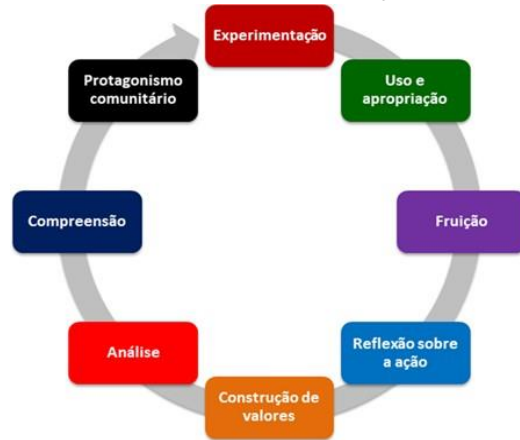 Experimentação
Uso e
apropriação
Fruição
Reflexão sobre
a ação
Construção de
valores
Análise
Compreensão
Protagonismo
comunitário